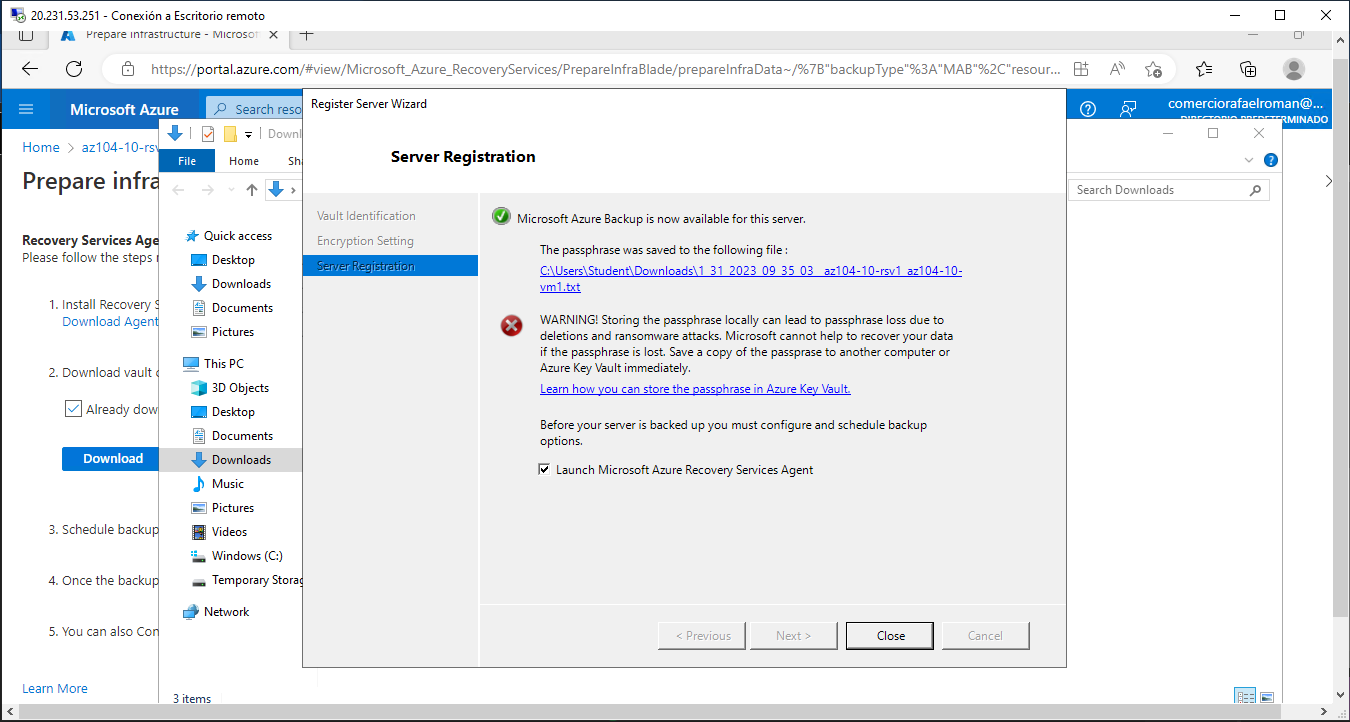 20.231.53.251 - Conexión a Escritorio remoto
Prepare infrastructure - Microsof
https://portal.azure.com/#view/Microsoft_Azure_RecoveryServices/PrepareInfraBlade/prepareInfraData~/%7B"backupType"%3A"MAB"%2C"resour...
Microsoft Azure
Search reso
comerciorafaelroman@...
DIRECTORIO PREDETERMINADO
Home > az104-10-rsv
Prepare infra
Recovery Services Age
Please follow the steps
1. Install Recovery S
Download Agent
2. Download vault
Already dow
Download
3. Schedule backup
4. Once the backup
5. You can also Con
Learn More
Downl
File
Home
Sha
Search Downloads
Quick access
Desktop
Downloads
Documents
Pictures
This PC
3D Objects
Desktop
Documents
Downloads
Music
Pictures
Videos
Windows (C:)
Temporary Storag
Network
3 items
Register Server Wizard
Server Registration
Vault Identification
Encryption Setting
Server Registration
Microsoft Azure Backup is now available for this server.
The passphrase was saved to the following file :
C:\Users\Student\Downloads\1_31_2023_09_35_03__az104-10-rsv1_az104-10-
vm1.txt
WARNING! Storing the passphrase locally can lead to passphrase loss due to
deletions and ransomware attacks. Microsoft cannot help to recover your data
if the passphrase is lost. Save a copy of the passprase to another computer or
Azure Key Vault immediately.
Learn how you can store the passphrase in Azure Key Vault.
Before your server is backed up you must configure and schedule backup
options.
Launch Microsoft Azure Recovery Services Agent
< Previous
Next >
Close
Cancel